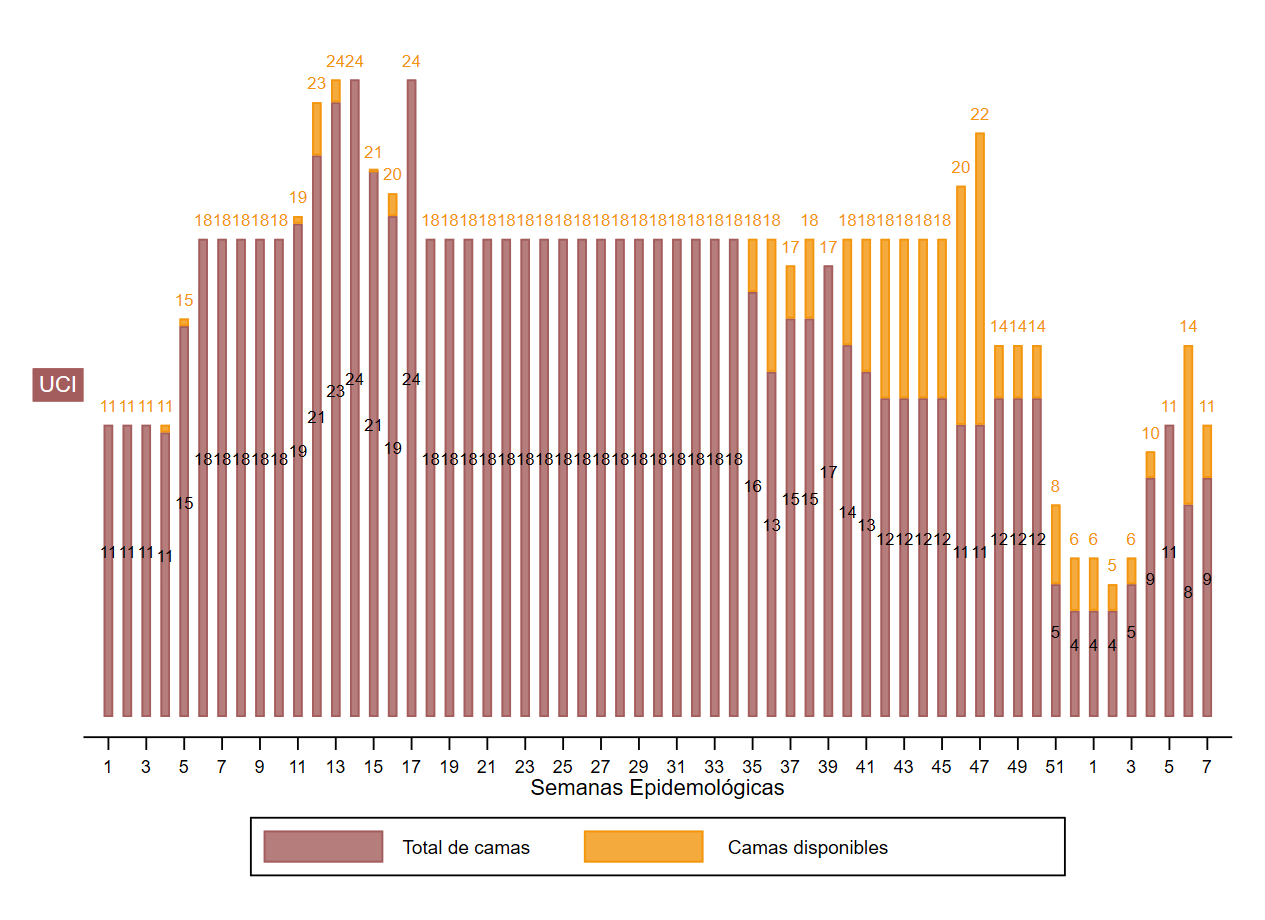 24 24 24
23
22
21
20 20
19
18 18 18 18 18 18 18 18 18 18 18 18 18 18 18 18 18 18 18 18 18 18 18 18 18 18 18 18 18 18 18
17 17
15
14 14 14 14
11 11 11 11 11 11
10
8
6 6 6
5
UCI
11 11 11 11 15 18 18 18 18 18 19 21 23 24 21 19 24 18 18 18 18 18 18 18 18 18 18 18 18 18 18 18 18 18 16 13 15 15 17 14 13 12 12 12 12 11 11 12 12 12 5 4 4 4 5 9 11 8 9
1 3 5 7 9 11 13 15 17 19 21 23 25 27 29 31 33 35 37 39 41 43 45 47 49 51 1 3 5 7
Semanas Epidemológicas
Total de camas Camas disponibles